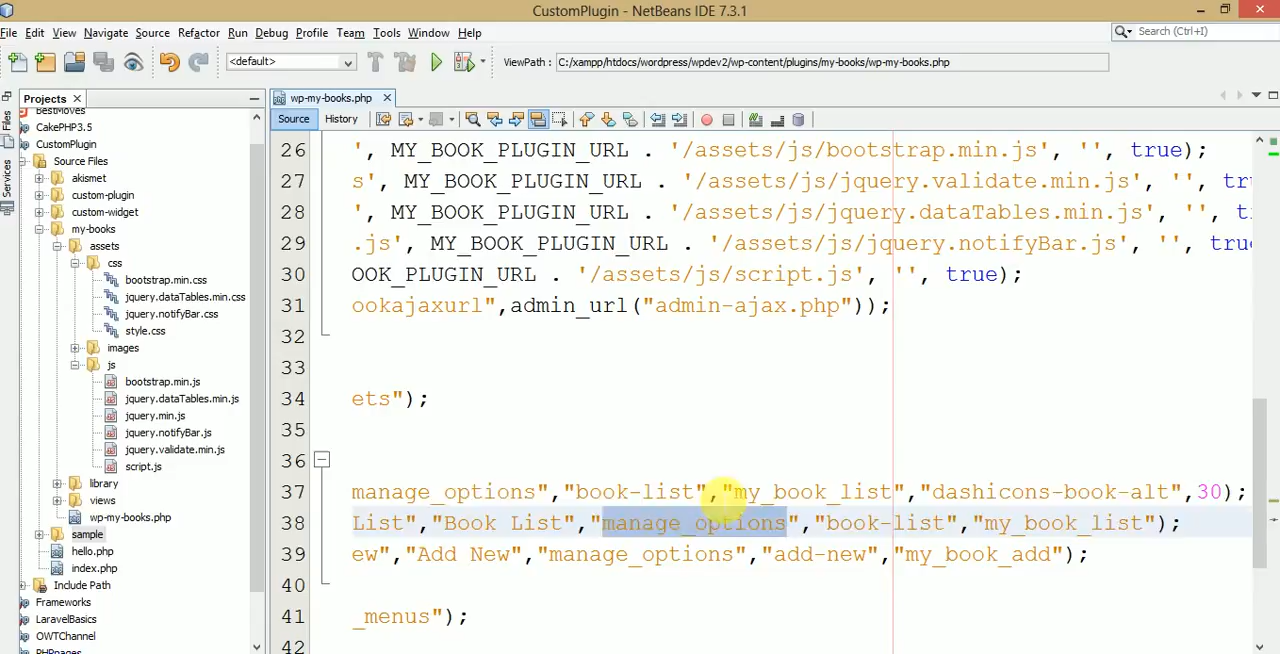 CustomPlugin - NetBeans IDE 7.3.1
File Edit View Navigate Source Refactor Run Debug Profile Team Tools Window Help
Search (Ctrl+I)
<default>
ViewPath : C:/xampp/htdocs/wordpress/wpdev2/wp-content/plugins/my-books/wp-my-books.php
Files
Services
Projects
BestMoves
CakePHP3.5
CustomPlugin
Source Files
akismet
custom-plugin
custom-widget
my-books
assets
css
bootstrap.min.css
jquery.dataTables.min.css
jquery.notifyBar.css
style.css
images
js
bootstrap.min.js
jquery.dataTables.min.js
jquery.min.js
jquery.notifyBar.js
jquery.validate.min.js
script.js
library
views
wp-my-books.php
sample
hello.php
index.php
Include Path
Frameworks
LaravelBasics
OWTChannel
PHPpages
wp-my-books.php
Source History
26 ', MY_BOOK_PLUGIN_URL . '/assets/js/bootstrap.min.js', '', true);
27 s', MY_BOOK_PLUGIN_URL . '/assets/js/jquery.validate.min.js', '', tr
28 ', MY_BOOK_PLUGIN_URL . '/assets/js/jquery.dataTables.min.js', '', t
29 .js', MY_BOOK_PLUGIN_URL . '/assets/js/jquery.notifyBar.js', '', true
30 OOK_PLUGIN_URL . '/assets/js/script.js', '', true);
31 ookajaxurl",admin_url("admin-ajax.php"));
32
33
34 ets");
35
36
37 manage_options","book-list","my_book_list","dashicons-book-alt",30);
38 List","Book List","manage_options","book-list","my_book_list");
39 ew","Add New","manage_options","add-new","my_book_add");
40
41 _menus");
42